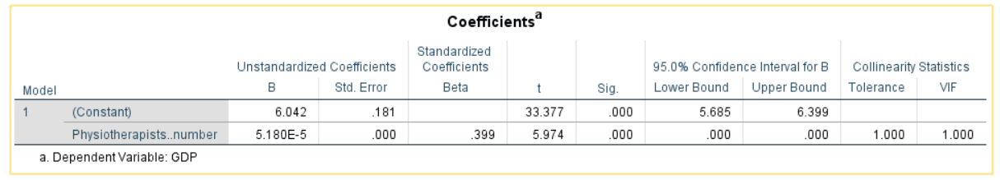 Coefficientsa
Unstandardized Coefficients Standardized Coefficients 95.0% Confidence Interval for B Collinearity Statistics
Model B Std. Error Beta t Sig. Lower Bound Upper Bound Tolerance VIF
1 (Constant) 6.042 .181 33.377 .000 5.685 6.399
Physiotherapists..number 5.180E-5 .000 .399 5.974 .000 .000 .000 1.000 1.000
a. Dependent Variable: GDP